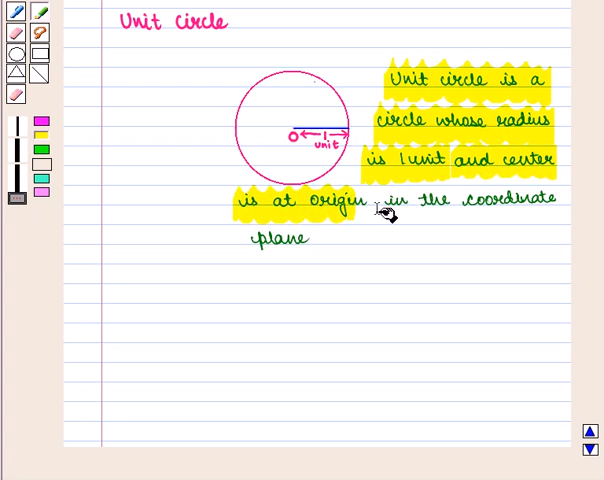 Unit circle
Unit circle is a
circle whose radius
is 1 unit and center
O 1
unit
is at origin in the coordinate
plane